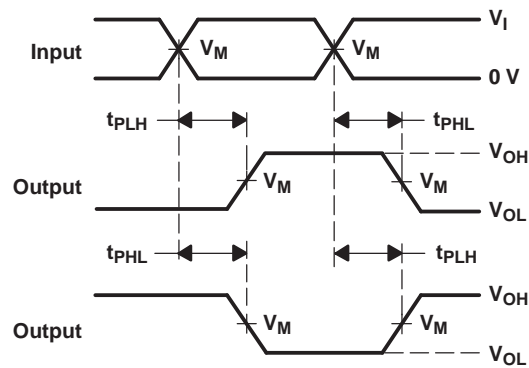 V_I
Input
V_M
V_M
0 V
t_PLH
t_PHL
V_OH
Output
V_M
V_M
V_OL
t_PHL
t_PLH
V_OH
Output
V_M
V_M
V_OL